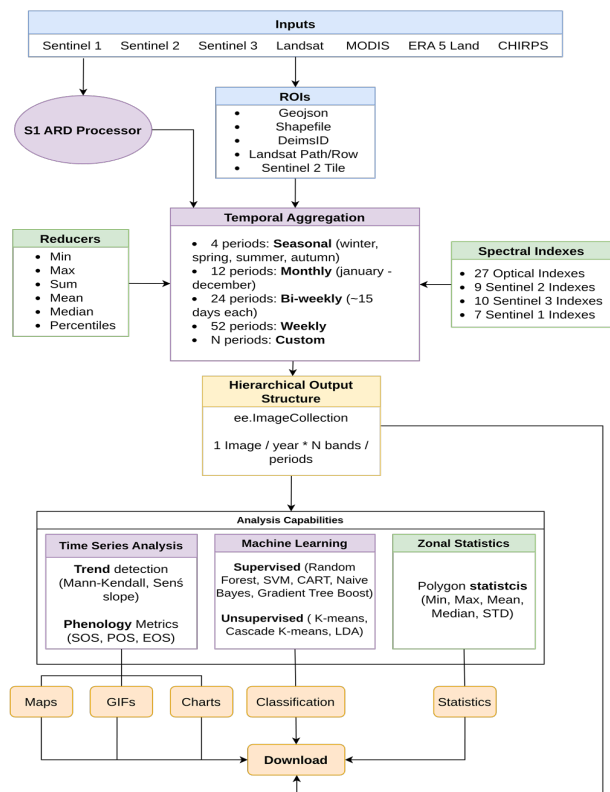 Inputs
Sentinel 1 Sentinel 2 Sentinel 3 Landsat MODIS ERA 5 Land CHIRPS
S1 ARD Processor
ROIs
• Geojson
• Shapefile
• DeimsID
• Landsat Path/Row
• Sentinel 2 Tile
Temporal Aggregation
• 4 periods: Seasonal (winter,
spring, summer, autumn)
• 12 periods: Monthly (january -
december)
• 24 periods: Bi-weekly (~15
days each)
• 52 periods: Weekly
• N periods: Custom
Reducers
• Min
• Max
• Sum
• Mean
• Median
• Percentiles
Spectral Indexes
• 27 Optical Indexes
• 9 Sentinel 2 Indexes
• 10 Sentinel 3 Indexes
• 7 Sentinel 1 Indexes
Hierarchical Output
Structure
ee.ImageCollection
1 Image / year * N bands /
periods
Analysis Capabilities
Time Series Analysis
Trend detection
(Mann-Kendall, Senś
slope)
Phenology Metrics
(SOS, POS, EOS)
Machine Learning
Supervised (Random
Forest, SVM, CART, Naive
Bayes, Gradient Tree Boost)
Unsupervised ( K-means,
Cascade K-means, LDA)
Zonal Statistics
Polygon statistcis
(Min, Max, Mean,
Median, STD)
Maps
GIFs
Charts
Classification
Statistics
Download